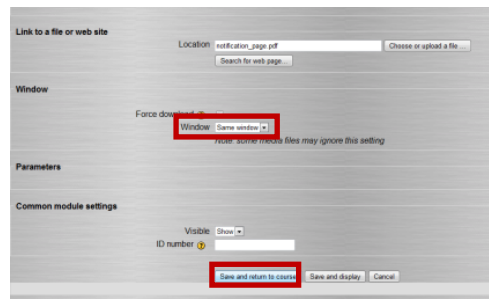 Link to a file or web site
Location notification_page.pdf Choose or upload a file ...
Search for web page...
Window
Force download
Window Same window
Note: some media files may ignore this setting
Parameters
Common module settings
Visible Show
ID number
Save and return to course Save and display Cancel